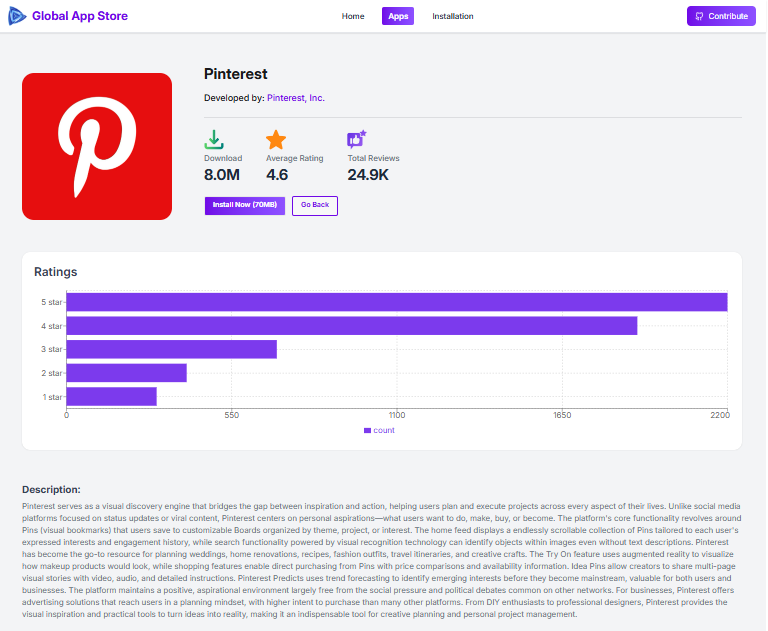 Global App Store
Home
Apps
Installation
Contribute
Pinterest
Developed by: Pinterest, Inc.
Download
Average Rating
Total Reviews
8.0M
4.6
24.9K
Install Now (70MB)
Go Back
Ratings
5 star
4 star
3 star
2 star
1 star
0
550
1100
1650
2200
count
Description:
Pinterest serves as a visual discovery engine that bridges the gap between inspiration and action, helping users plan and execute projects across every aspect of their lives. Unlike social media
platforms focused on status updates or viral content, Pinterest centers on personal aspirations—what users want to do, make, buy, or become. The platform's core functionality revolves around
Pins (visual bookmarks) that users save to customizable Boards organized by theme, project, or interest. The home feed displays a endlessly scrollable collection of Pins tailored to each user's
expressed interests and engagement history, while search functionality powered by visual recognition technology can identify objects within images even without text descriptions. Pinterest
has become the go-to resource for planning weddings, home renovations, recipes, fashion outfits, travel itineraries, and creative crafts. The Try On feature uses augmented reality to visualize
how makeup products would look, while shopping features enable direct purchasing from Pins with price comparisons and availability information. Idea Pins allow creators to share multi-page
visual stories with video, audio, and detailed instructions. Pinterest Predicts uses trend forecasting to identify emerging interests before they become mainstream, valuable for both users and
businesses. The platform maintains a positive, aspirational environment largely free from the social pressure and political debates common on other networks. For businesses, Pinterest offers
advertising solutions that reach users in a planning mindset, with higher intent to purchase than many other platforms. From DIY enthusiasts to professional designers, Pinterest provides the
visual inspiration and practical tools to turn ideas into reality, making it an indispensable tool for creative planning and personal project management.